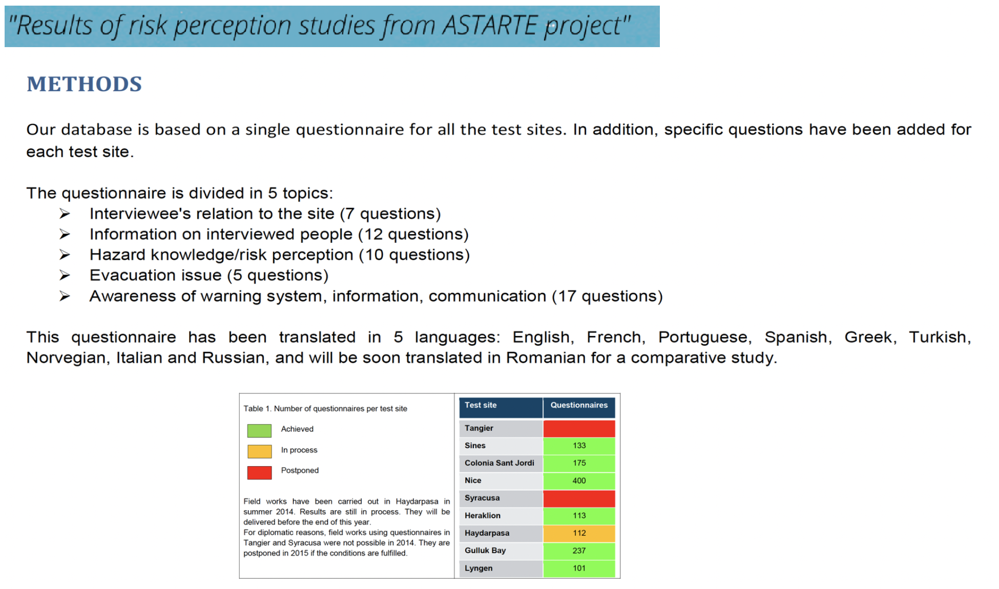 "Results of risk perception studies from ASTARTE project"
METHODS
Our database is based on a single questionnaire for all the test sites. In addition, specific questions have been added for
each test site.
The questionnaire is divided in 5 topics:
➢ Interviewee's relation to the site (7 questions)
➢ Information on interviewed people (12 questions)
➢ Hazard knowledge/risk perception (10 questions)
➢ Evacuation issue (5 questions)
➢ Awareness of warning system, information, communication (17 questions)
This questionnaire has been translated in 5 languages: English, French, Portuguese, Spanish, Greek, Turkish,
Norvegian, Italian and Russian, and will be soon translated in Romanian for a comparative study.
Table 1. Number of questionnaires per test site
Achieved
In process
Postponed
Field works have been carried out in Haydarpasa in
summer 2014. Results are still in process. They will be
delivered before the end of this year.
For diplomatic reasons, field works using questionnaires in
Tangier and Syracusa were not possible in 2014. They are
postponed in 2015 if the conditions are fulfilled.
Test site Questionnaires
Tangier
Sines 133
Colonia Sant Jordi 175
Nice 400
Syracusa
Heraklion 113
Haydarpasa 112
Gulluk Bay 237
Lyngen 101